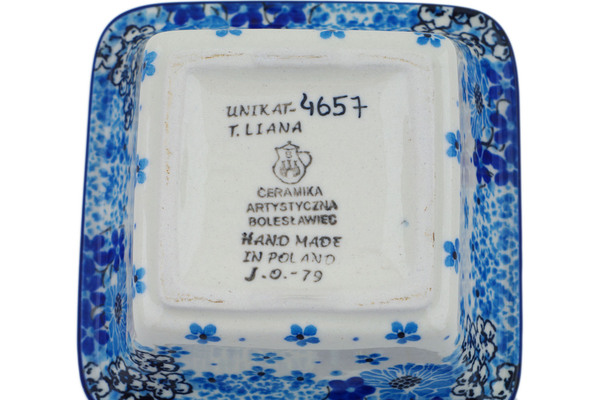 UNIKAT-4657
T.LIANA
CERAMIKA
ARTYSTYCZNA
BOLESŁAWIEC
HAND MADE
IN POLAND
J.O.-79